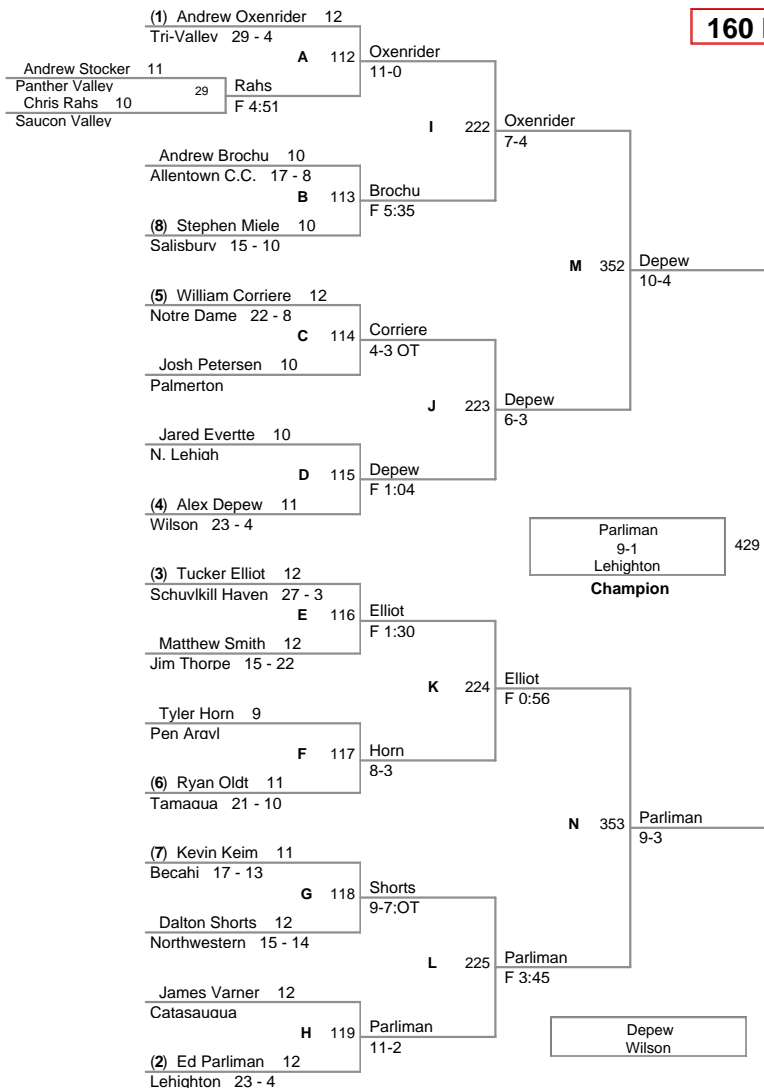 160
(1) Andrew Oxenrider 12
Tri-Valley 29 - 4
A 112
Oxenrider
11-0
Andrew Stocker 11
Panther Valley
29
Rahs
F 4:51
Chris Rahs 10
Saucon Valley
I 222
Oxenrider
7-4
Andrew Brochu 10
Allentown C.C. 17 - 8
B 113
Brochu
F 5:35
(8) Stephen Miele 10
Salisbury 15 - 10
M 352
Depew
10-4
(5) William Corriere 12
Notre Dame 22 - 8
C 114
Corriere
4-3 OT
Josh Petersen 10
Palmerton
J 223
Depew
6-3
Jared Evertte 10
N. Lehigh
D 115
Depew
F 1:04
(4) Alex Depew 11
Wilson 23 - 4
Parliman
9-1
Lehighton
429
Champion
(3) Tucker Elliot 12
Schuylkill Haven 27 - 3
E 116
Elliot
F 1:30
Matthew Smith 12
Jim Thorpe 15 - 22
K 224
Elliot
F 0:56
Tyler Horn 9
Pen Argyl
F 117
Horn
8-3
(6) Ryan Oldt 11
Tamaqua 21 - 10
N 353
Parliman
9-3
(7) Kevin Keim 11
Becahi 17 - 13
G 118
Shorts
9-7;OT
Dalton Shorts 12
Northwestern 15 - 14
L 225
Parliman
F 3:45
James Varner 12
Catasauqua
H 119
Parliman
11-2
(2) Ed Parliman 12
Lehighton 23 - 4
Depew
Wilson